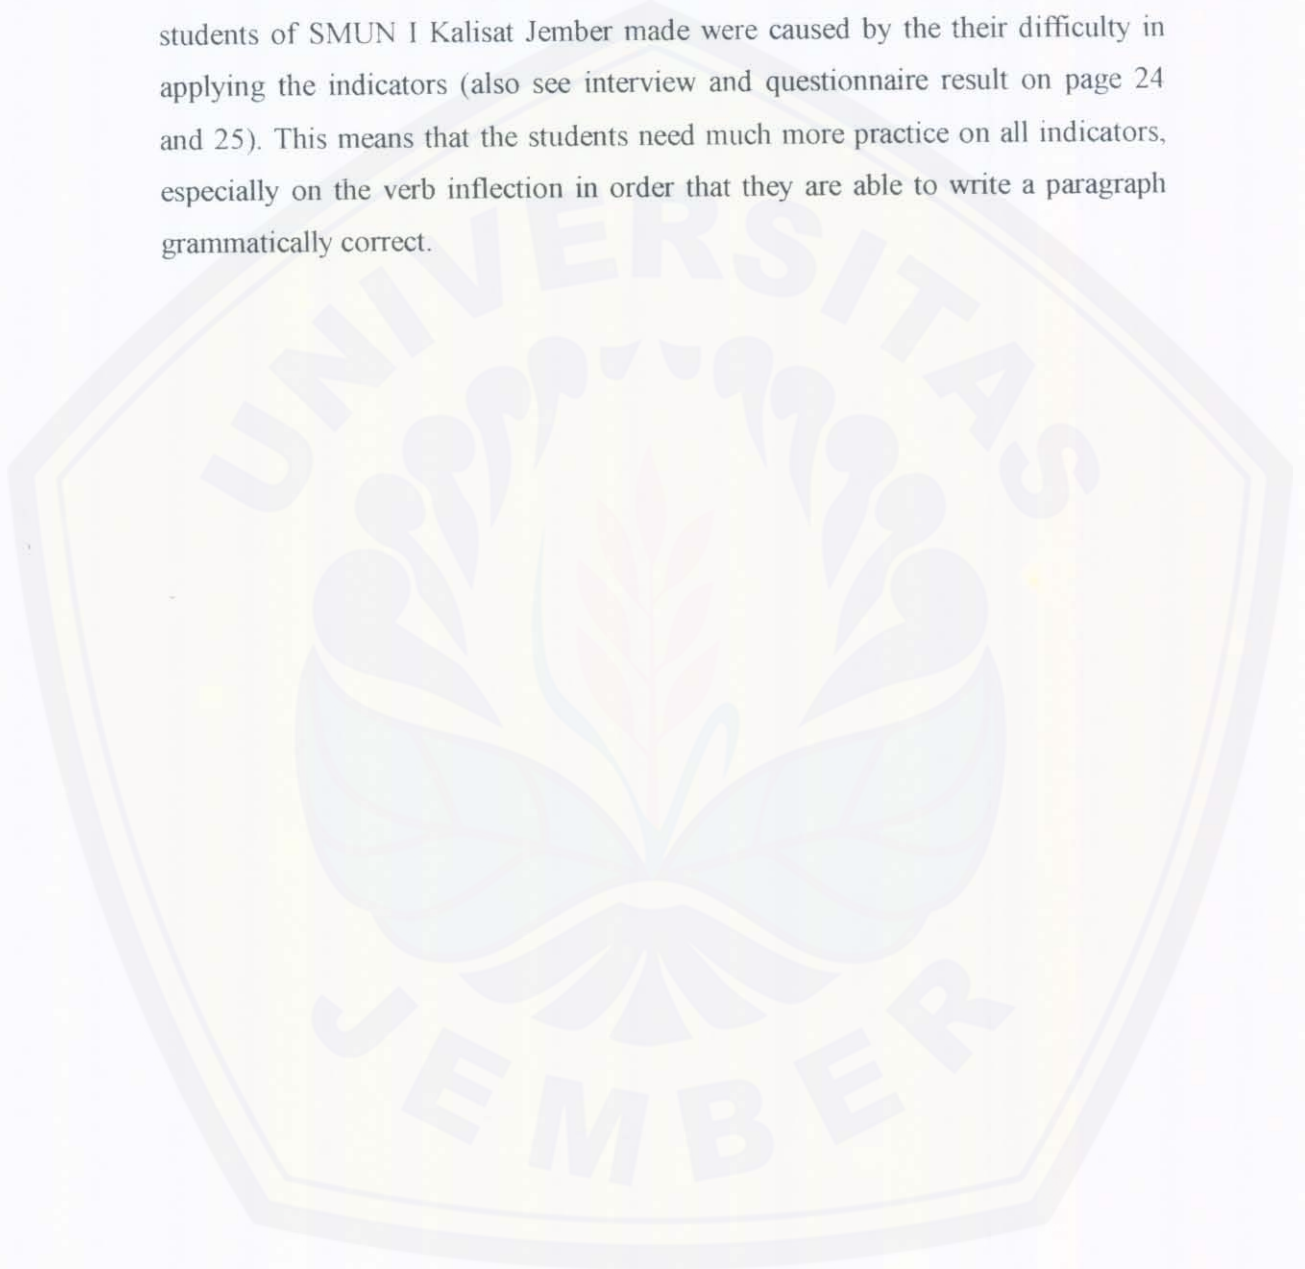 students of SMUN I Kalisat Jember made were caused by the their difficulty in
applying the indicators (also see interview and questionnaire result on page 24
and 25). This means that the students need much more practice on all indicators,
especially on the verb inflection in order that they are able to write a paragraph
grammatically correct.
UNIVERSITAS
JEMBER